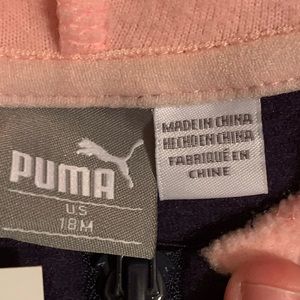 PUMA
US
18M
MADE IN CHINA
HECHO EN CHINA
FABRIQUÉ EN
CHINE